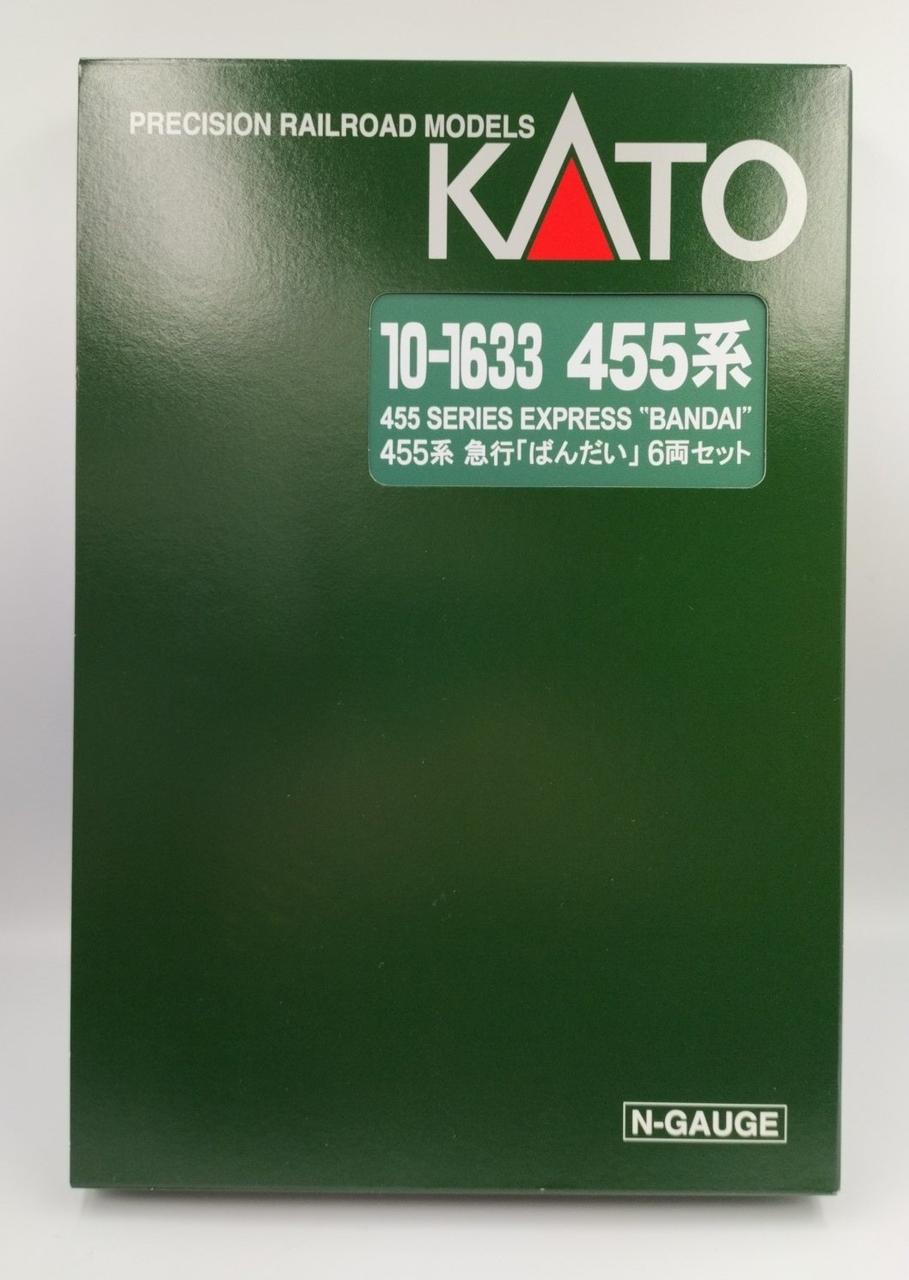 PRECISION RAILROAD MODELS
KATO
10-1633 455系
455 SERIES EXPRESS "BANDAI"
455系 急行「ばんだい」6両セット
N-GAUGE